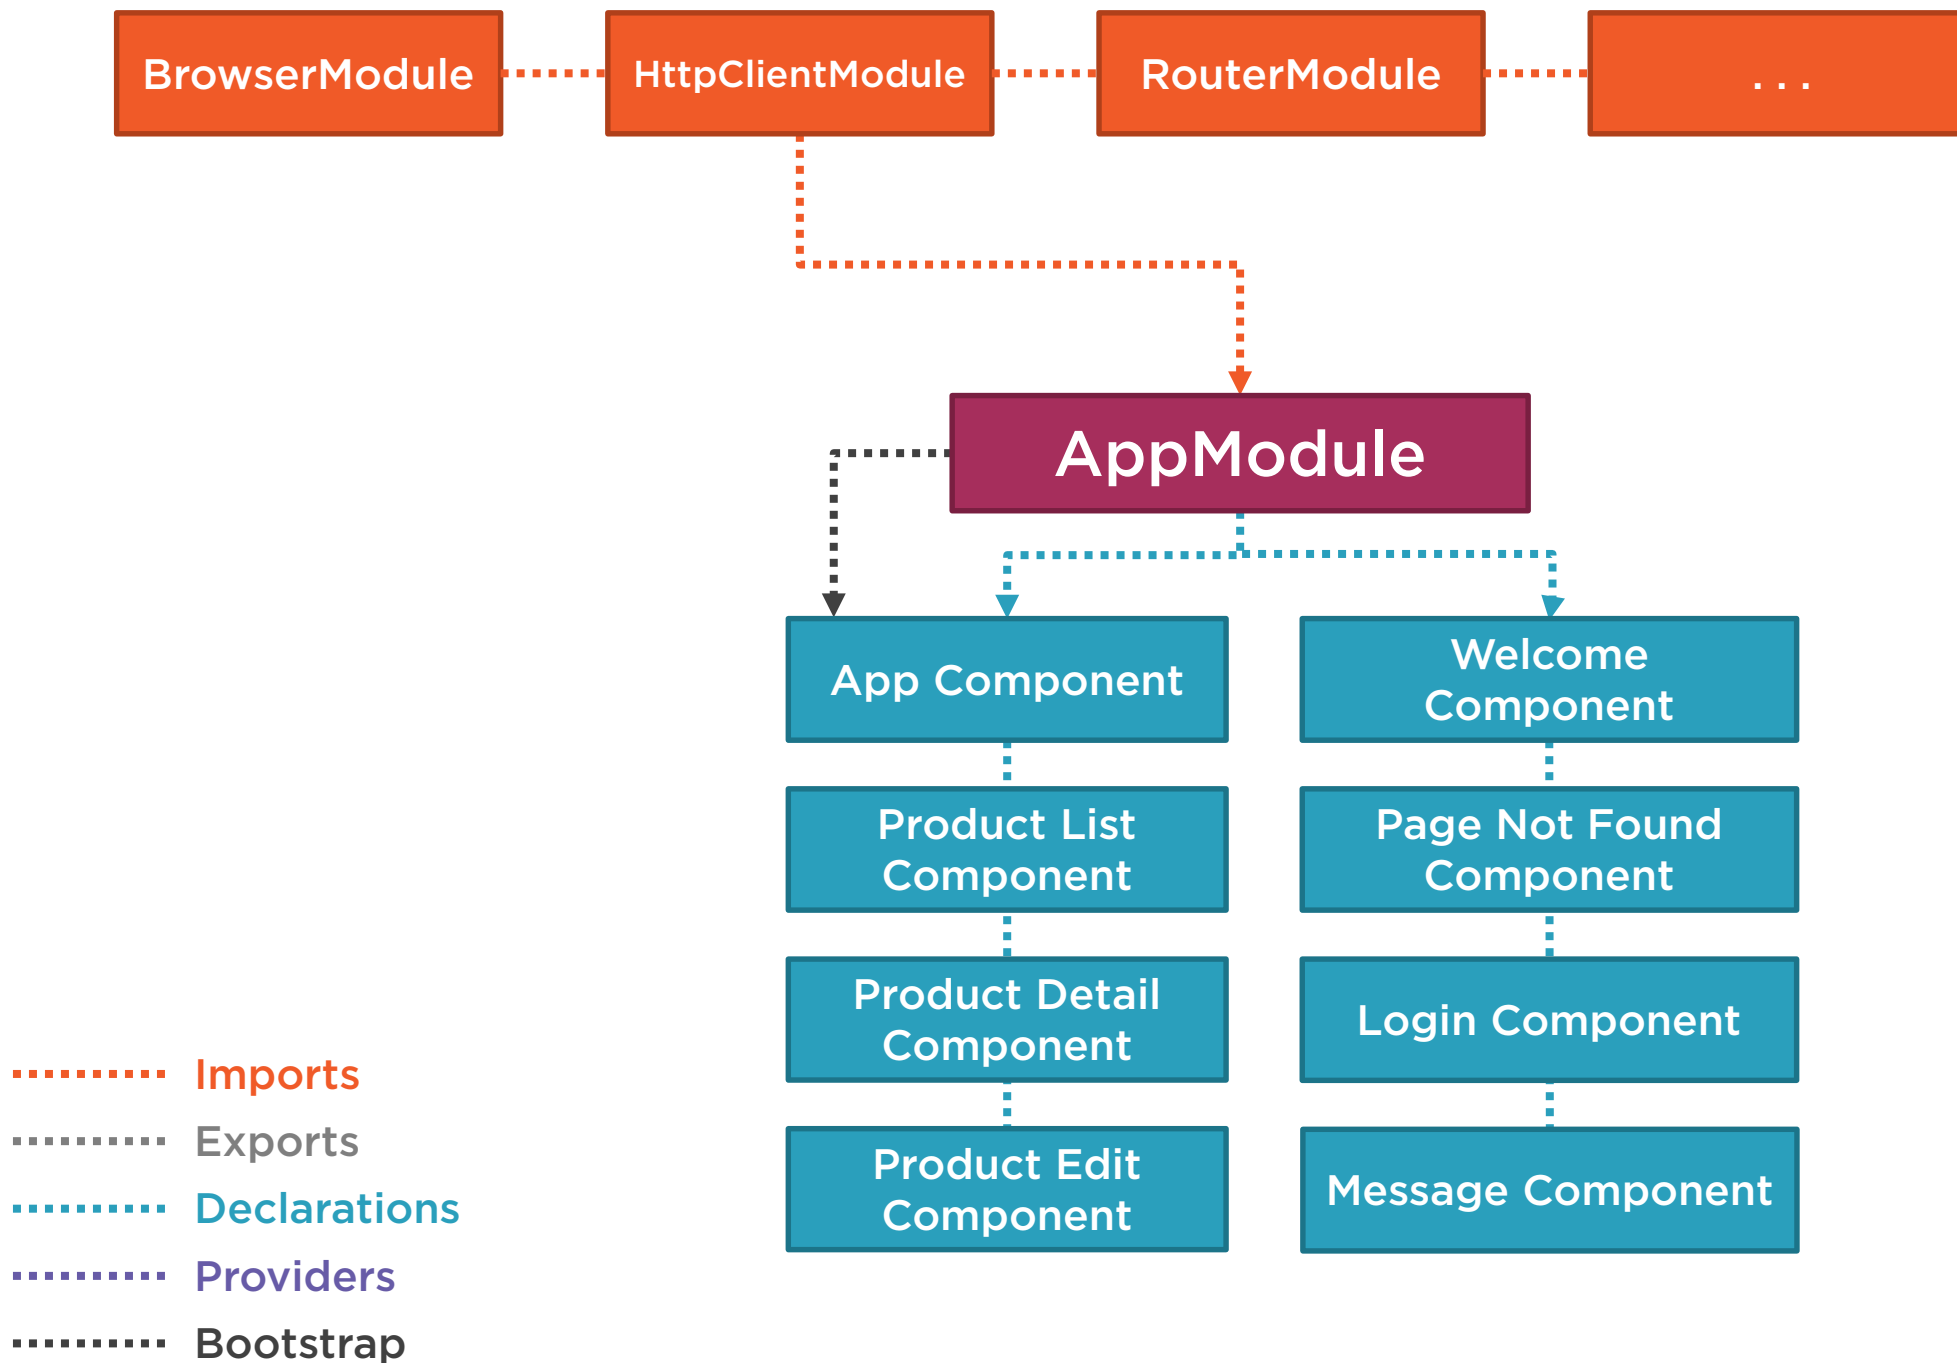 BrowserModule
HttpClientModule
RouterModule
. . .
AppModule
App Component
Welcome
Component
Product List
Component
Page Not Found
Component
Product Detail
Component
Login Component
Product Edit
Component
Message Component
Imports
Exports
Declarations
Providers
Bootstrap